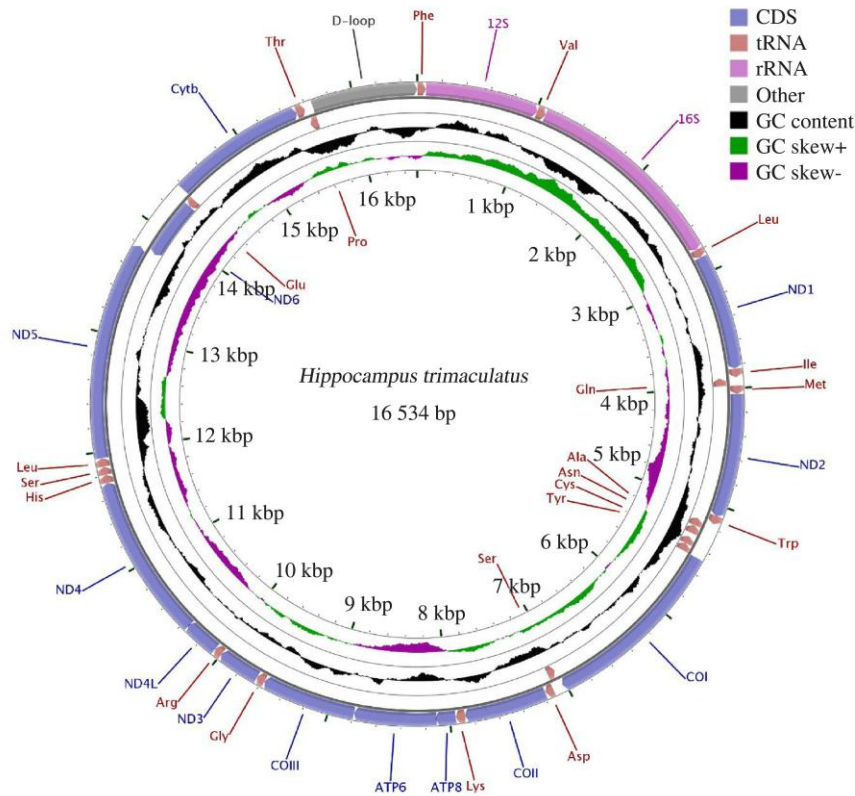 D-loop
Phe
12S
Val
16S
Leu
ND1
Ile
Met
ND2
Trp
COI
Asp
COII
Lys
ATP8
ATP6
COIII
Gly
ND3
Arg
ND4L
ND4
His
Ser
Leu
ND5
Cytb
Thr
CDS
tRNA
rRNA
Other
GC content
GC skew+
GC skew-
1 kbp
2 kbp
3 kbp
4 kbp
5 kbp
6 kbp
7 kbp
8 kbp
9 kbp
10 kbp
11 kbp
12 kbp
13 kbp
14 kbp
15 kbp
16 kbp
Pro
Glu
ND6
Gln
Ala
Asn
Cys
Tyr
Ser
Hippocampus trimaculatus
16 534 bp